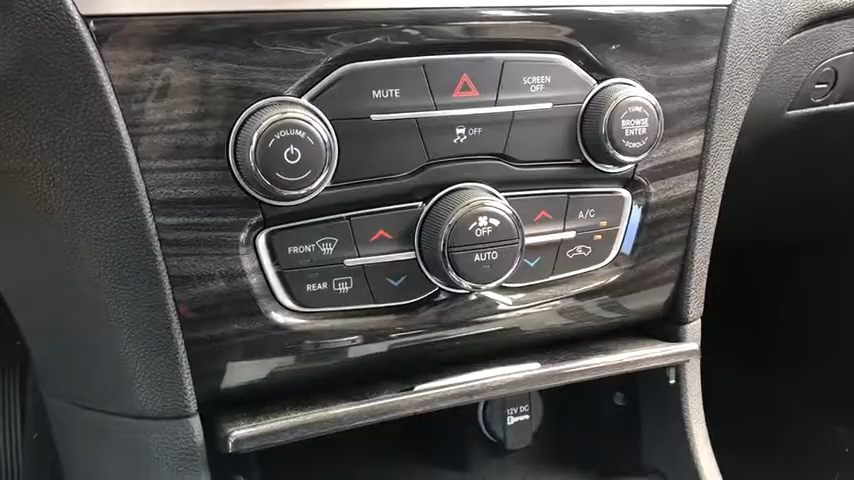 MUTE
SCREEN
OFF
VOLUME
OFF
TUNE
BROWSE
ENTER
SCROLL
FRONT
OFF
A/C
AUTO
REAR
12V DC